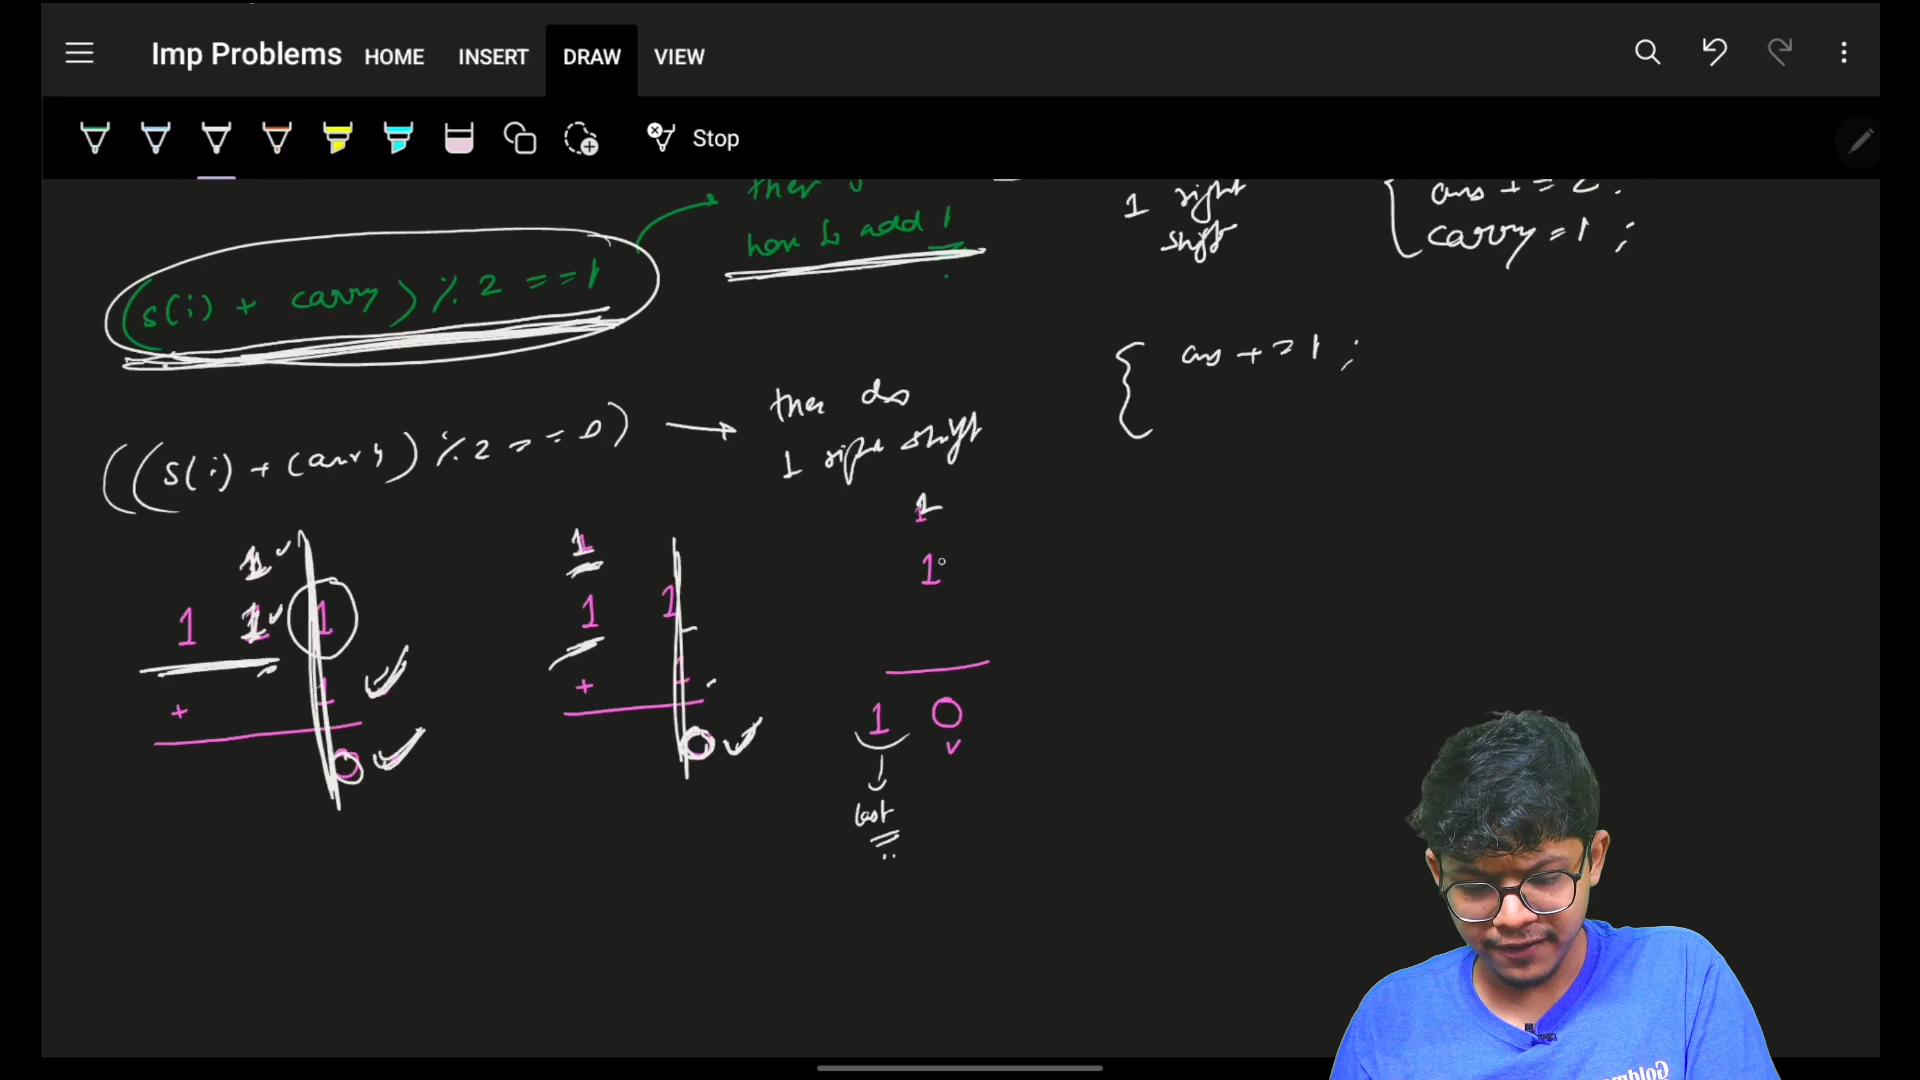 Imp Problems HOME INSERT DRAW VIEW
Stop
then
how to add 1
1 right
shift
ans += 2 ;
carry = 1 ;
(s(i) + carry) % 2 == 1
{ ans += 1 ;
((s(i) + carry) % 2 == 0) → then do
1 right shift
1 1 1
1 1 1 1 1 1
+ 1 + 1
0 0 1 0
last